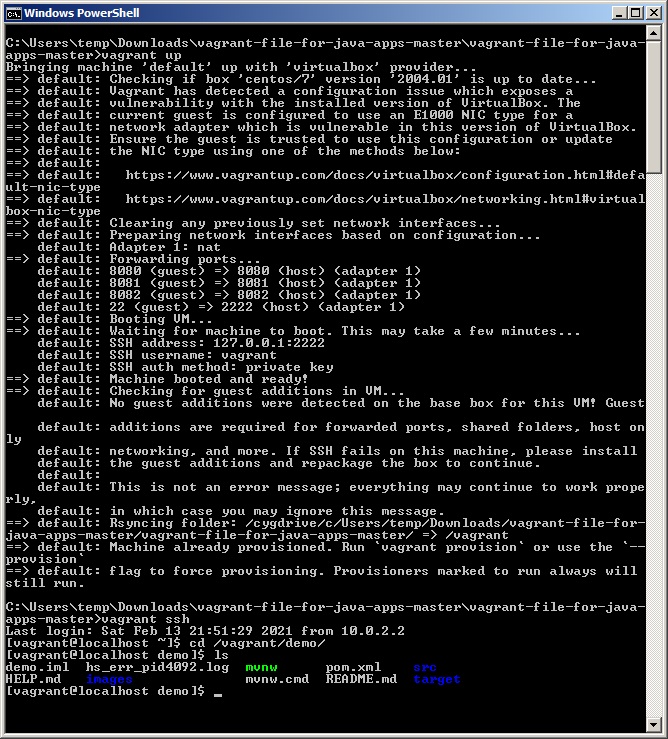 Windows PowerShell
C:\Users\temp\Downloads\vagrant-file-for-java-apps-master\vagrant-file-for-java-
apps-master>vagrant up
Bringing machine 'default' up with 'virtualbox' provider...
==> default: Checking if box 'centos/7' version '2004.01' is up to date...
==> default: Vagrant has detected a configuration issue which exposes a
==> default: vulnerability with the installed version of VirtualBox. The
==> default: current guest is configured to use an E1000 NIC type for a
==> default: network adapter which is vulnerable in this version of VirtualBox.
==> default: Ensure the guest is trusted to use this configuration or update
==> default: the NIC type using one of the methods below:
==> default:
==> default:   https://www.vagrantup.com/docs/virtualbox/configuration.html#defa
ult-nic-type
==> default:   https://www.vagrantup.com/docs/virtualbox/networking.html#virtual
box-nic-type
==> default: Clearing any previously set network interfaces...
==> default: Preparing network interfaces based on configuration...
    default: Adapter 1: nat
==> default: Forwarding ports...
    default: 8080 (guest) => 8080 (host) (adapter 1)
    default: 8081 (guest) => 8081 (host) (adapter 1)
    default: 8082 (guest) => 8082 (host) (adapter 1)
    default: 22 (guest) => 2222 (host) (adapter 1)
==> default: Booting VM...
==> default: Waiting for machine to boot. This may take a few minutes...
    default: SSH address: 127.0.0.1:2222
    default: SSH username: vagrant
    default: SSH auth method: private key
==> default: Machine booted and ready!
==> default: Checking for guest additions in VM...
    default: No guest additions were detected on the base box for this VM! Guest
    default: additions are required for forwarded ports, shared folders, host on
ly
    default: networking, and more. If SSH fails on this machine, please install
    default: the guest additions and repackage the box to continue.
    default:
    default: This is not an error message; everything may continue to work prope
rly,
    default: in which case you may ignore this message.
==> default: Rsyncing folder: /cygdrive/c/Users/temp/Downloads/vagrant-file-for-
java-apps-master/vagrant-file-for-java-apps-master/ => /vagrant
==> default: Machine already provisioned. Run `vagrant provision` or use the `--
provision`
==> default: flag to force provisioning. Provisioners marked to run always will
still run.
C:\Users\temp\Downloads\vagrant-file-for-java-apps-master\vagrant-file-for-java-
apps-master>vagrant ssh
Last login: Sat Feb 13 21:51:29 2021 from 10.0.2.2
[vagrant@localhost ~]$ cd /vagrant/demo/
[vagrant@localhost demo]$ ls
demo.iml  hs_err_pid4092.log  mvnw      pom.xml    src
HELP.md   images              mvnw.cmd  README.md  target
[vagrant@localhost demo]$ _